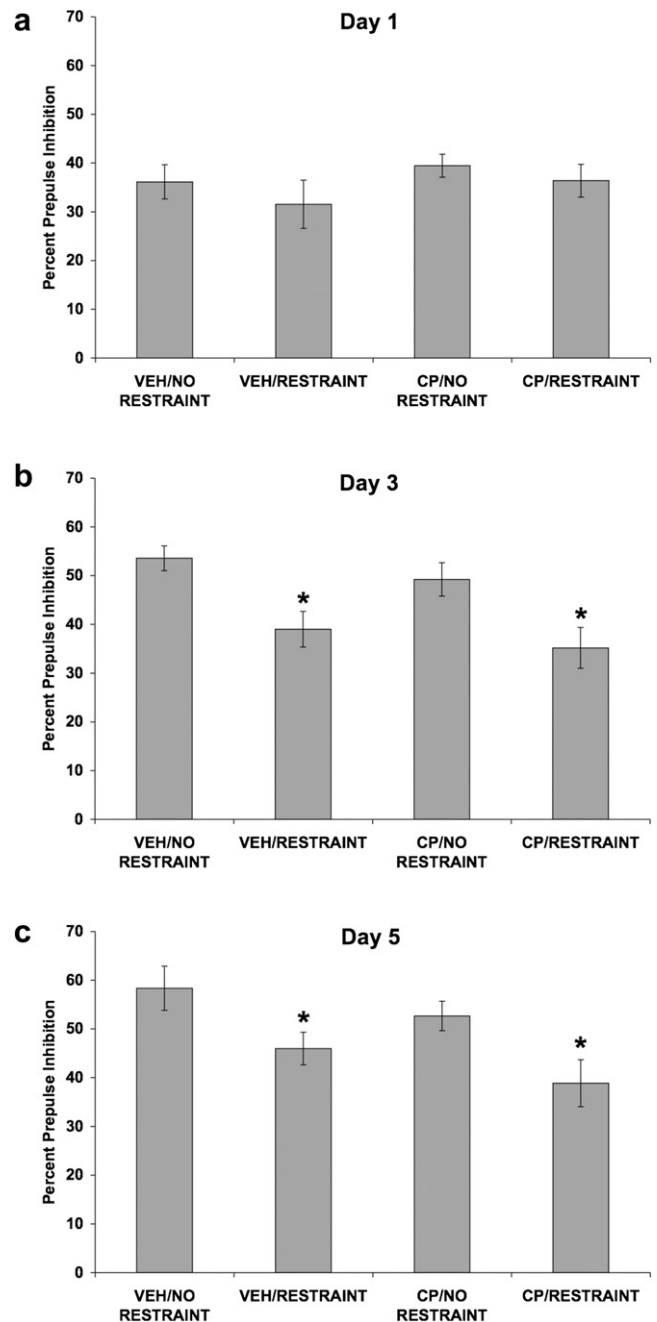 a
Day 1
Percent Prepulse Inhibition
70
60
50
40
30
20
10
0
VEH/NO
RESTRAINT
VEH/RESTRAINT
CP/NO
RESTRAINT
CP/RESTRAINT
b
Day 3
Percent Prepulse Inhibition
70
60
50
40
30
20
10
0
*
*
VEH/NO
RESTRAINT
VEH/RESTRAINT
CP/NO
RESTRAINT
CP/RESTRAINT
c
Day 5
Percent Prepulse Inhibition
70
60
50
40
30
20
10
0
*
*
VEH/NO
RESTRAINT
VEH/RESTRAINT
CP/NO
RESTRAINT
CP/RESTRAINT